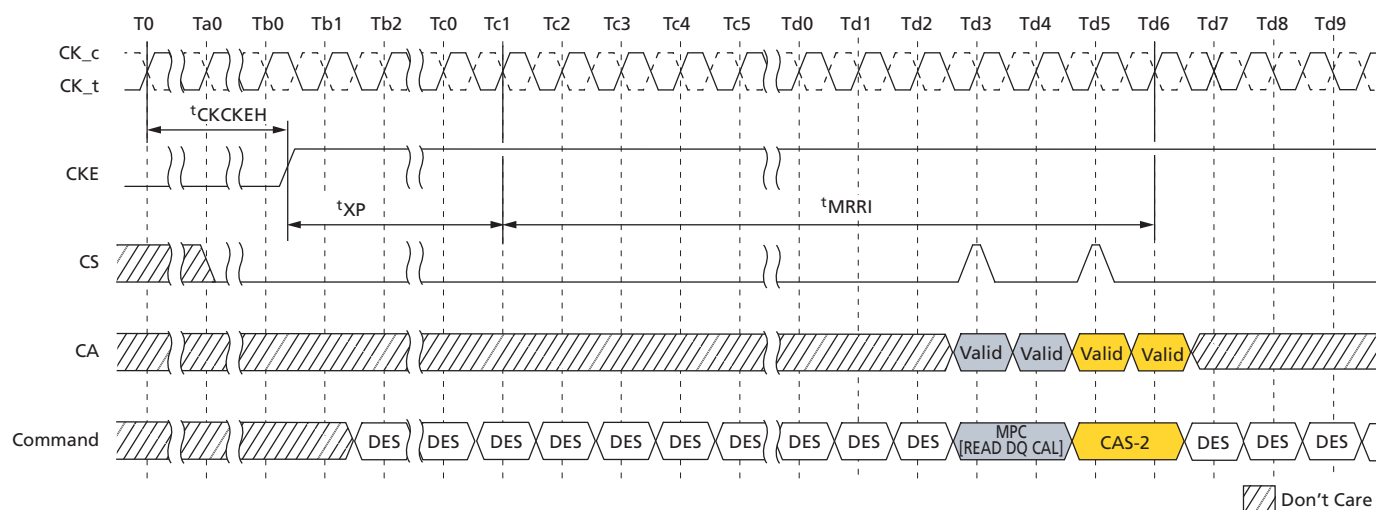 T0 Ta0 Tb0 Tb1 Tb2 Tc0 Tc1 Tc2 Tc3 Tc4 Tc5 Td0 Td1 Td2 Td3 Td4 Td5 Td6 Td7 Td8 Td9
CK_c
CK_t
tCKCKEH
CKE
tXP tMRRI
CS
CA Valid Valid Valid Valid
Command DES DES DES DES DES DES DES DES DES DES MPC [READ DQ CAL] CAS-2 DES DES DES
Don't Care